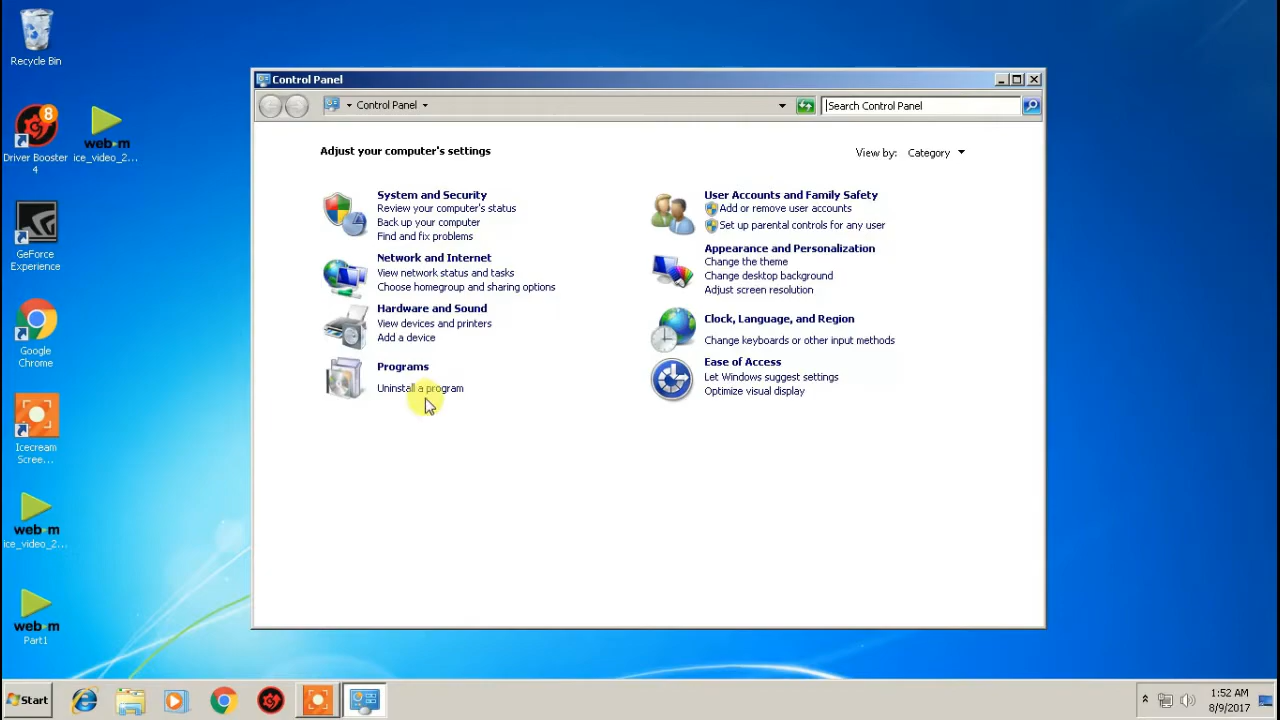 Recycle Bin
8
Driver Booster
4
web·m
ice_video_2...
GeForce
Experience
Google
Chrome
Icecream
Scree...
web·m
ice_video_2...
web·m
Part1
Control Panel
Control Panel
Search Control Panel
Adjust your computer's settings
View by: Category
System and Security
Review your computer's status
Back up your computer
Find and fix problems
Network and Internet
View network status and tasks
Choose homegroup and sharing options
Hardware and Sound
View devices and printers
Add a device
Programs
Uninstall a program
User Accounts and Family Safety
Add or remove user accounts
Set up parental controls for any user
Appearance and Personalization
Change the theme
Change desktop background
Adjust screen resolution
Clock, Language, and Region
Change keyboards or other input methods
Ease of Access
Let Windows suggest settings
Optimize visual display
Start
1:52 AM
8/9/2017